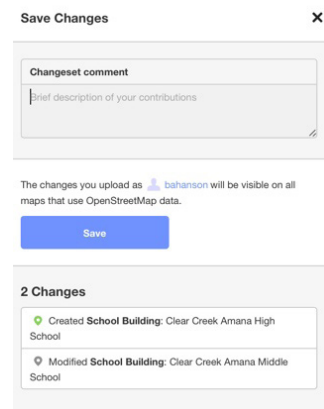 Save Changes
Changeset comment
Brief description of your contributions
The changes you upload as bahanson will be visible on all
maps that use OpenStreetMap data.
Save
2 Changes
Created School Building: Clear Creek Amana High
School
Modified School Building: Clear Creek Amana Middle
School